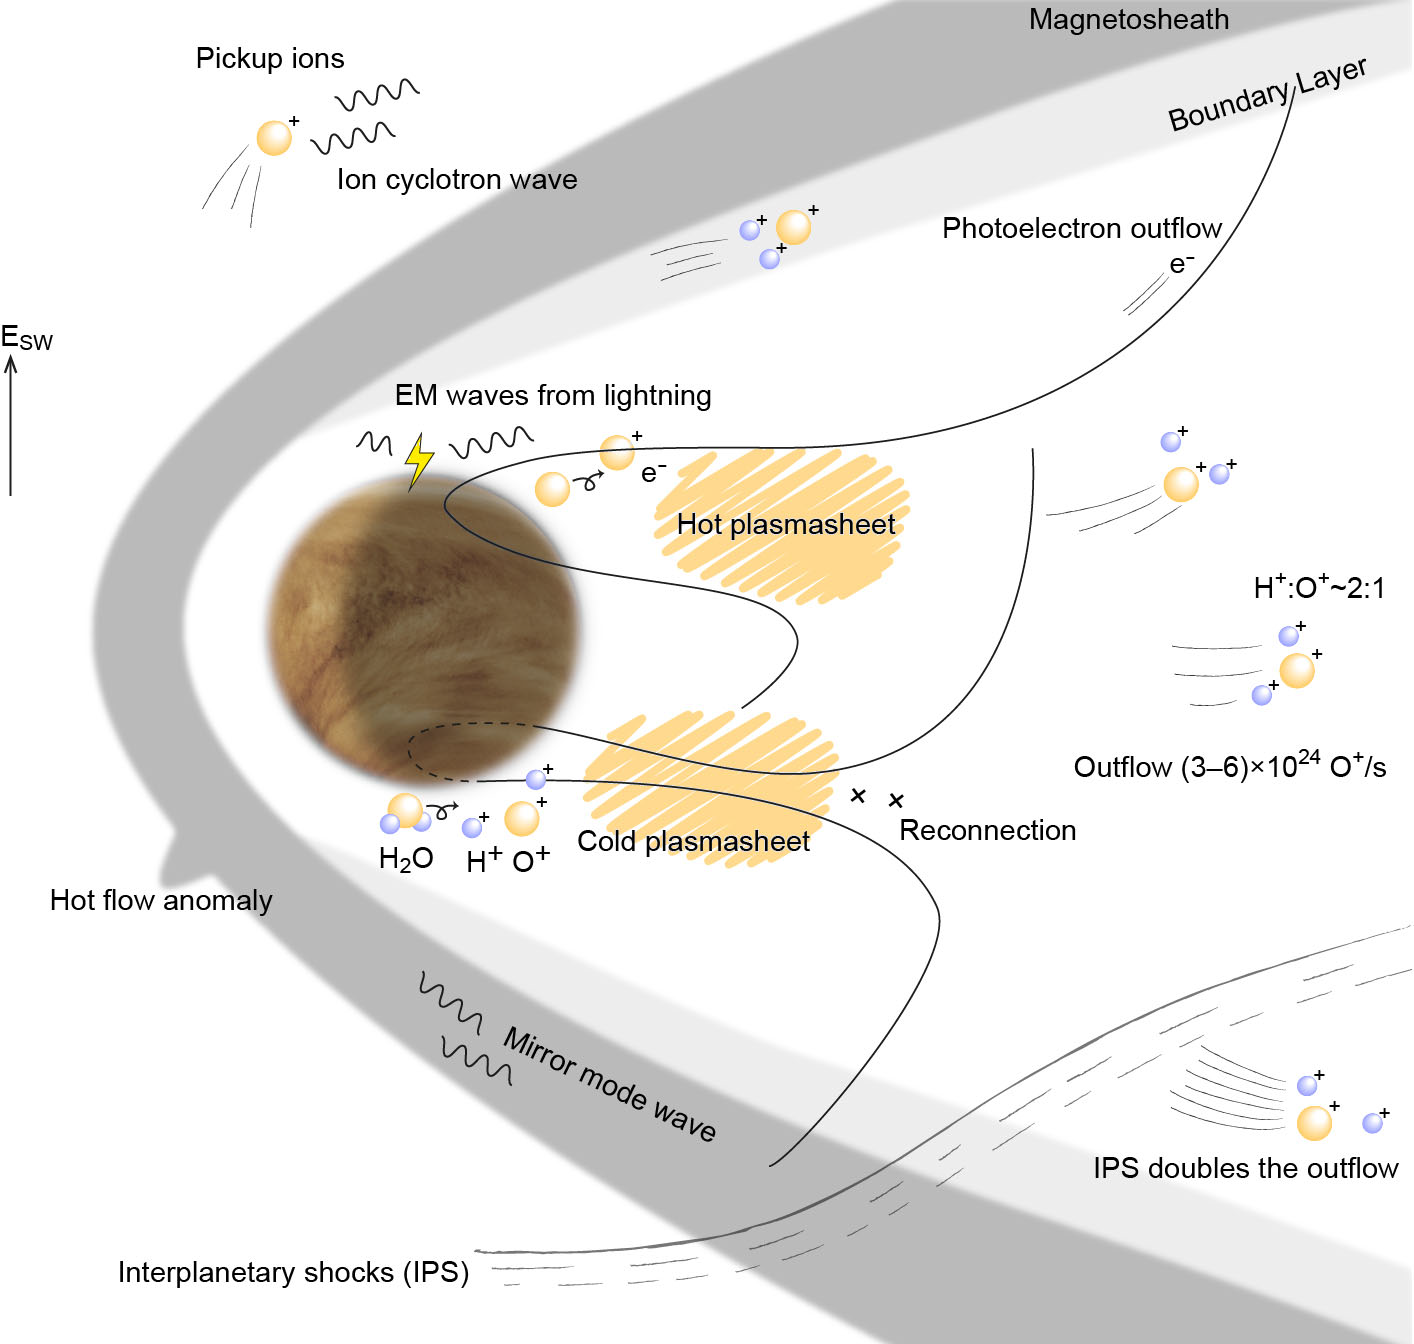 Magnetosheath
Pickup ions
+
Boundary Layer
Ion cyclotron wave
+ + +
Photoelectron outflow
e⁻
E_SW
EM waves from lightning
+
e⁻
+ + +
Hot plasmasheet
H⁺:O⁺~2:1
+ + +
Outflow (3–6)×10²⁴ O⁺/s
+ + +
Reconnection
Cold plasmasheet
H₂O H⁺ O⁺
Hot flow anomaly
Mirror mode wave
+ + +
IPS doubles the outflow
Interplanetary shocks (IPS)